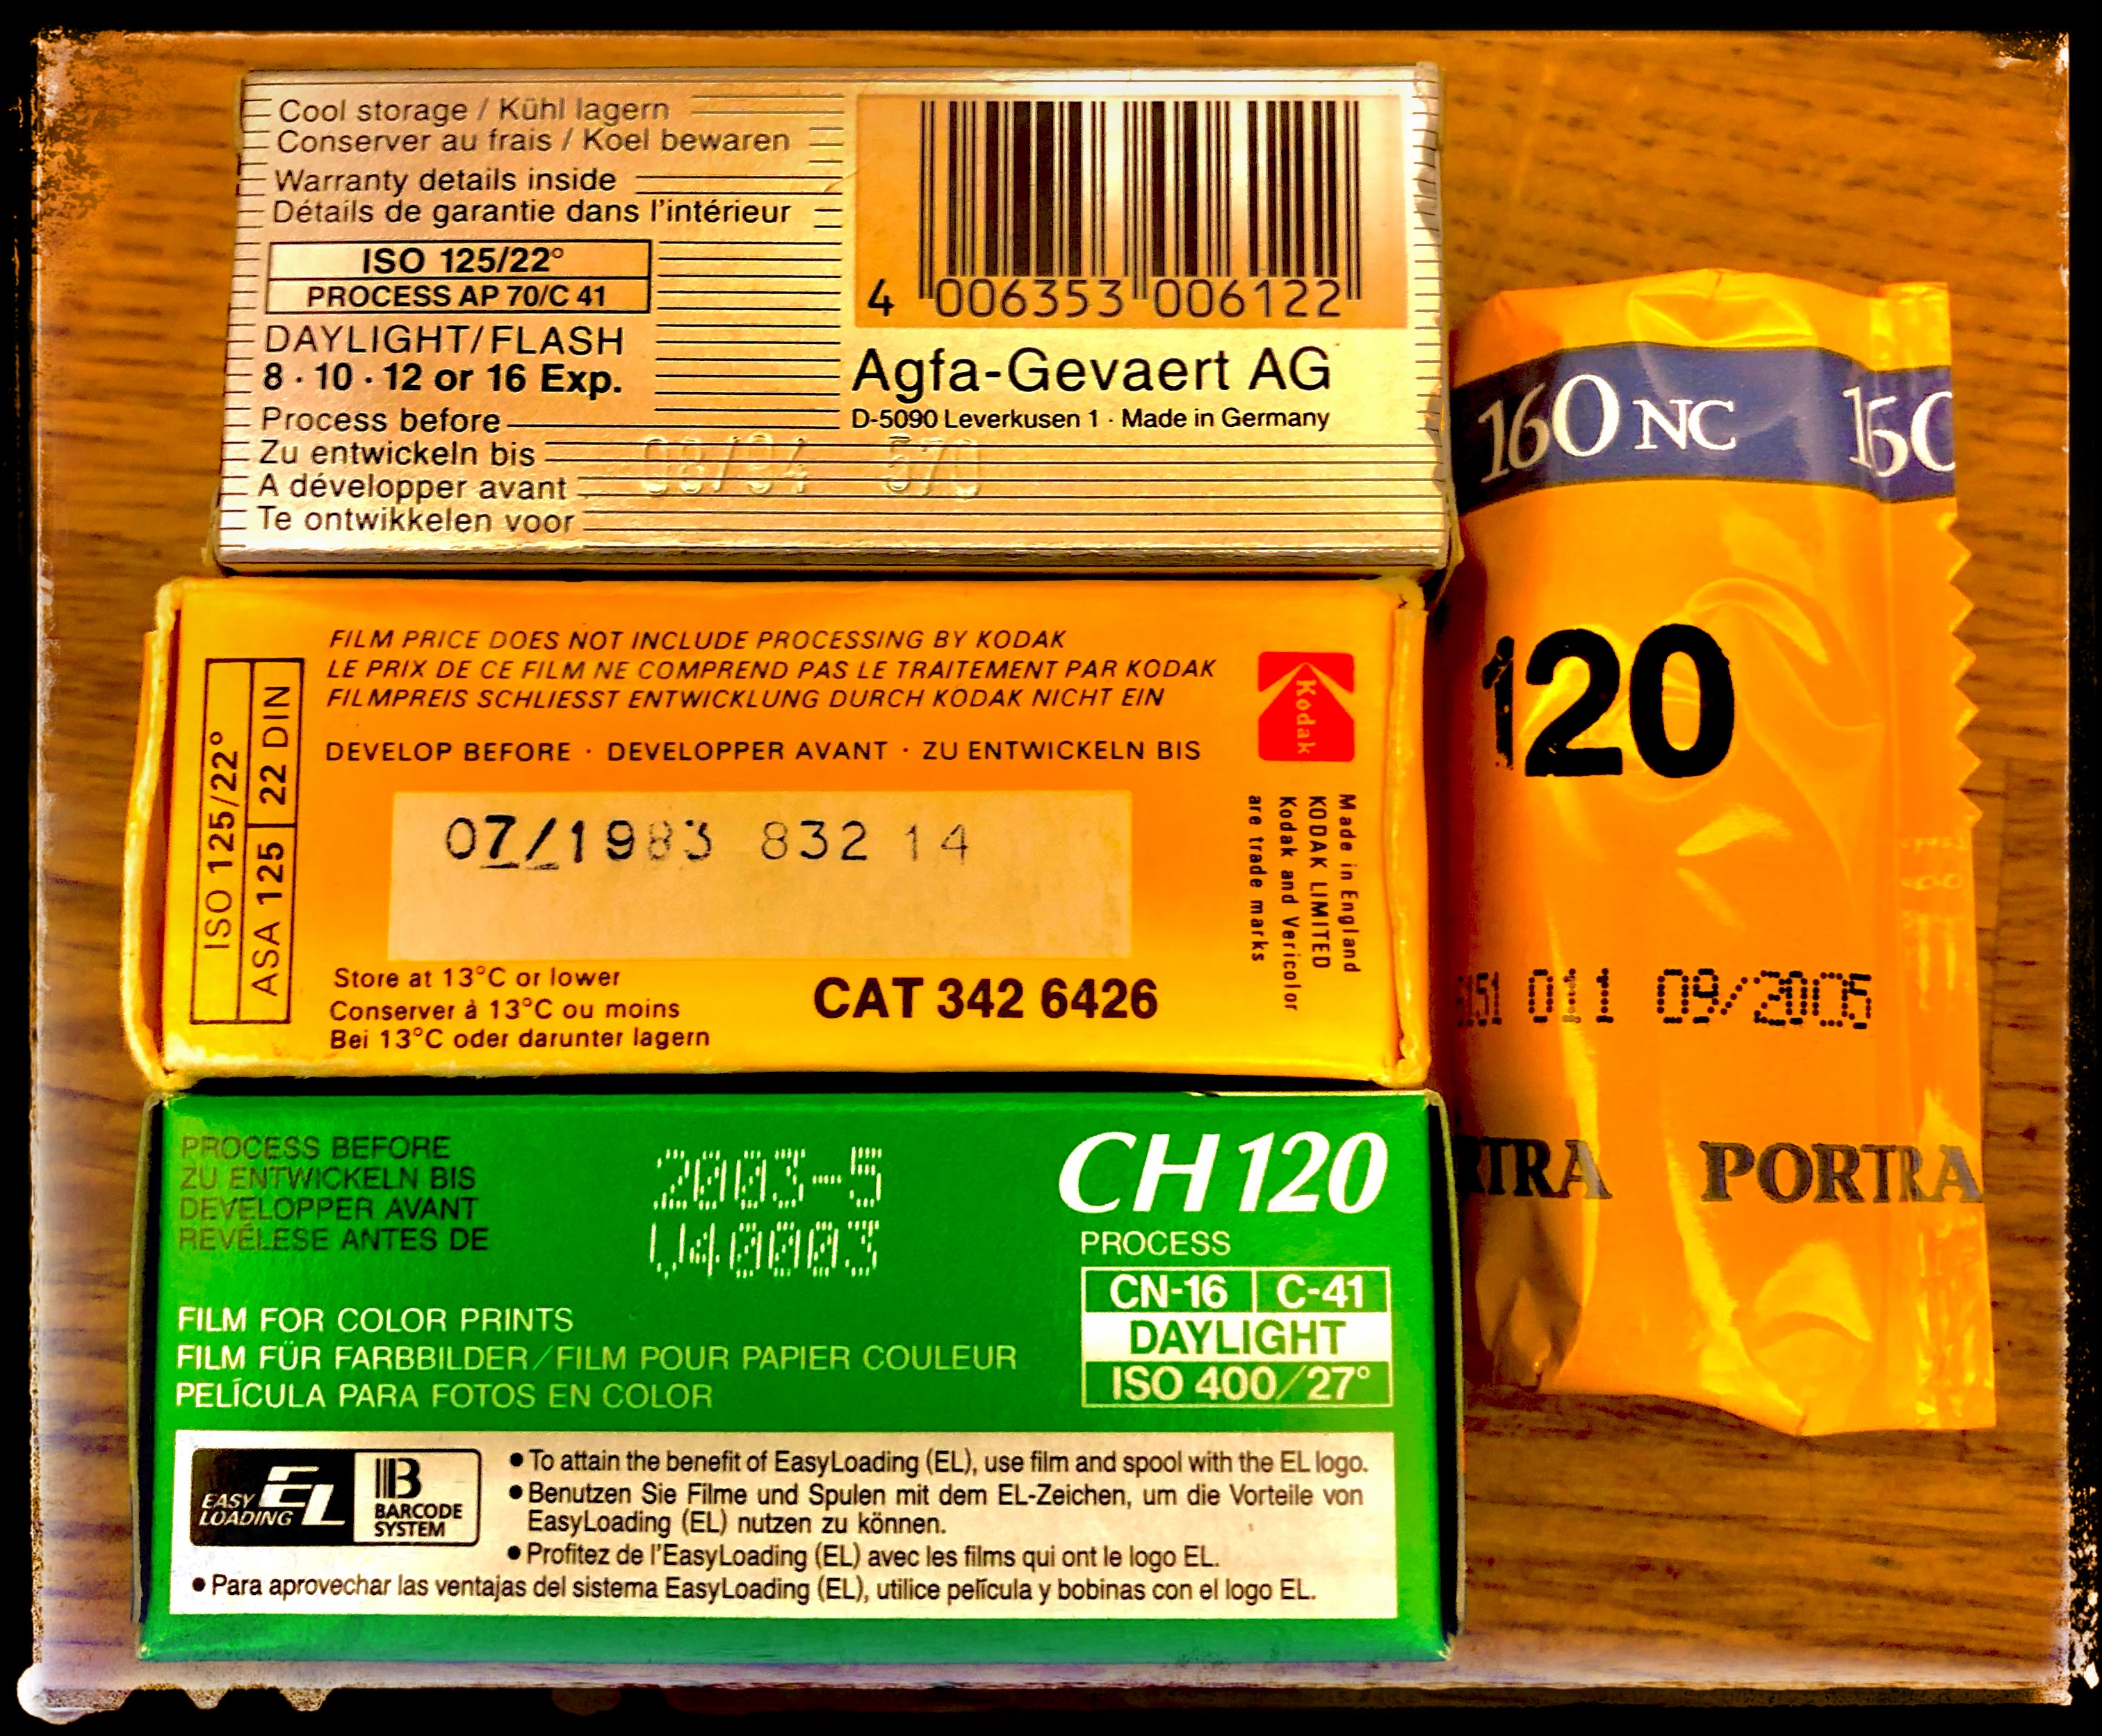 Cool storage / Kühl lagern
Conserver au frais / Koel bewaren
Warranty details inside
Détails de garantie dans l'intérieur
ISO 125/22°
PROCESS AP 70/C 41
DAYLIGHT/FLASH
8 · 10 · 12 or 16 Exp.
Process before
Zu entwickeln bis
A développer avant
Te ontwikkelen voor
08/94 570
4 006353 006122
Agfa-Gevaert AG
D-5090 Leverkusen 1 · Made in Germany
ISO 125/22°
ASA 125 22 DIN
FILM PRICE DOES NOT INCLUDE PROCESSING BY KODAK
LE PRIX DE CE FILM NE COMPREND PAS LE TRAITEMENT PAR KODAK
FILMPREIS SCHLIESST ENTWICKLUNG DURCH KODAK NICHT EIN
DEVELOP BEFORE · DEVELOPPER AVANT · ZU ENTWICKELN BIS
07/1983 832 14
Store at 13°C or lower
Conserver à 13°C ou moins
Bei 13°C oder darunter lagern
CAT 342 6426
Kodak
Made in England
KODAK LIMITED
Kodak and Vericolor
are trade marks
PROCESS BEFORE
ZU ENTWICKELN BIS
DEVELOPPER AVANT
REVÉLESE ANTES DE
2003-5
U40003
CH 120
PROCESS
CN-16 C-41
DAYLIGHT
ISO 400/27°
FILM FOR COLOR PRINTS
FILM FÜR FARBBILDER/FILM POUR PAPIER COULEUR
PELÍCULA PARA FOTOS EN COLOR
EASY LOADING EL
B BARCODE SYSTEM
• To attain the benefit of EasyLoading (EL), use film and spool with the EL logo.
• Benutzen Sie Filme und Spulen mit dem EL-Zeichen, um die Vorteile von
EasyLoading (EL) nutzen zu können.
• Profitez de l'EasyLoading (EL) avec les films qui ont le logo EL.
• Para aprovechar las ventajas del sistema EasyLoading (EL), utilice película y bobinas con el logo EL.
160 NC 160
120
011 09/2006
TRA PORTRA